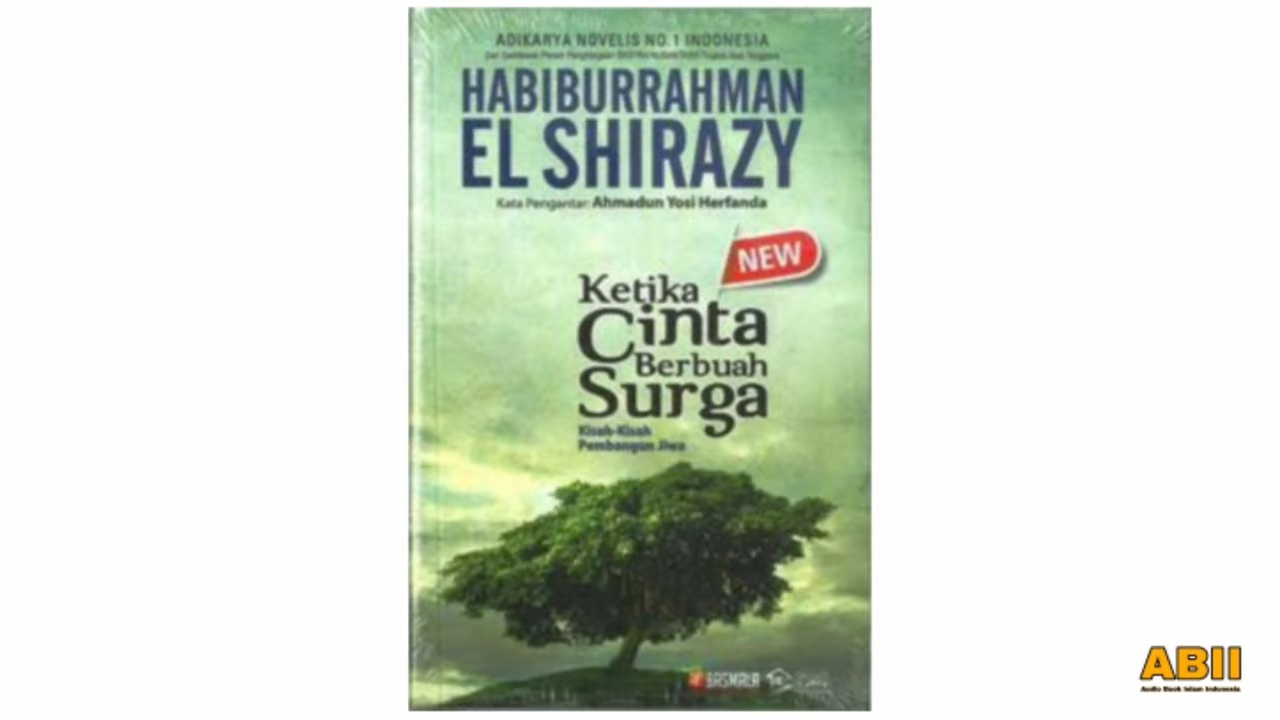 ADIKARYA NOVELIS NO.1 INDONESIA
HABIBURRAHMAN
EL SHIRAZY
Kata Pengantar: Ahmadun Yosi Herfanda
NEW
Ketika
Cinta
Berbuah
Surga
Kisah-Kisah
Pembangun Jiwa
BASMALA
ABII
Audio Book Islam Indonesia